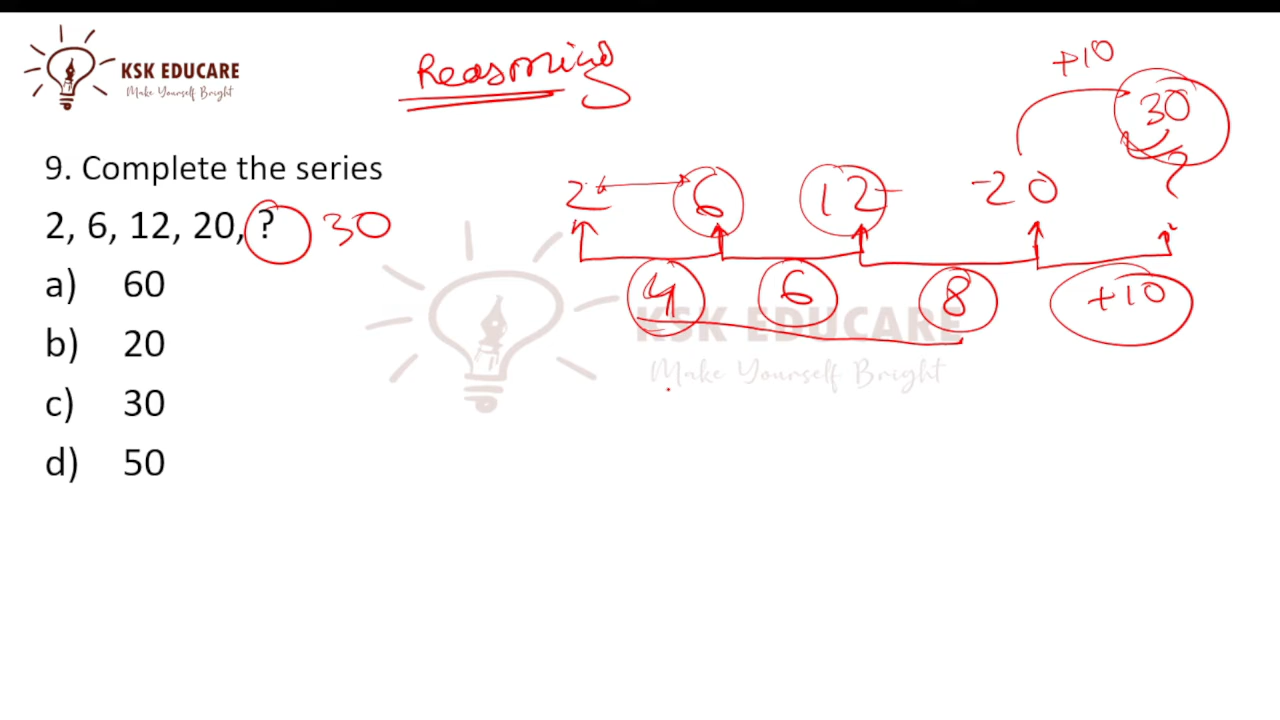 KSK EDUCARE
Make Yourself Bright
Reasoning
+10
30
9. Complete the series
2 6 12 20 ?
2, 6, 12, 20, ? 30
4 6 8 +10
a) 60
KSK EDUCARE
b) 20
Make Yourself Bright
c) 30
d) 50